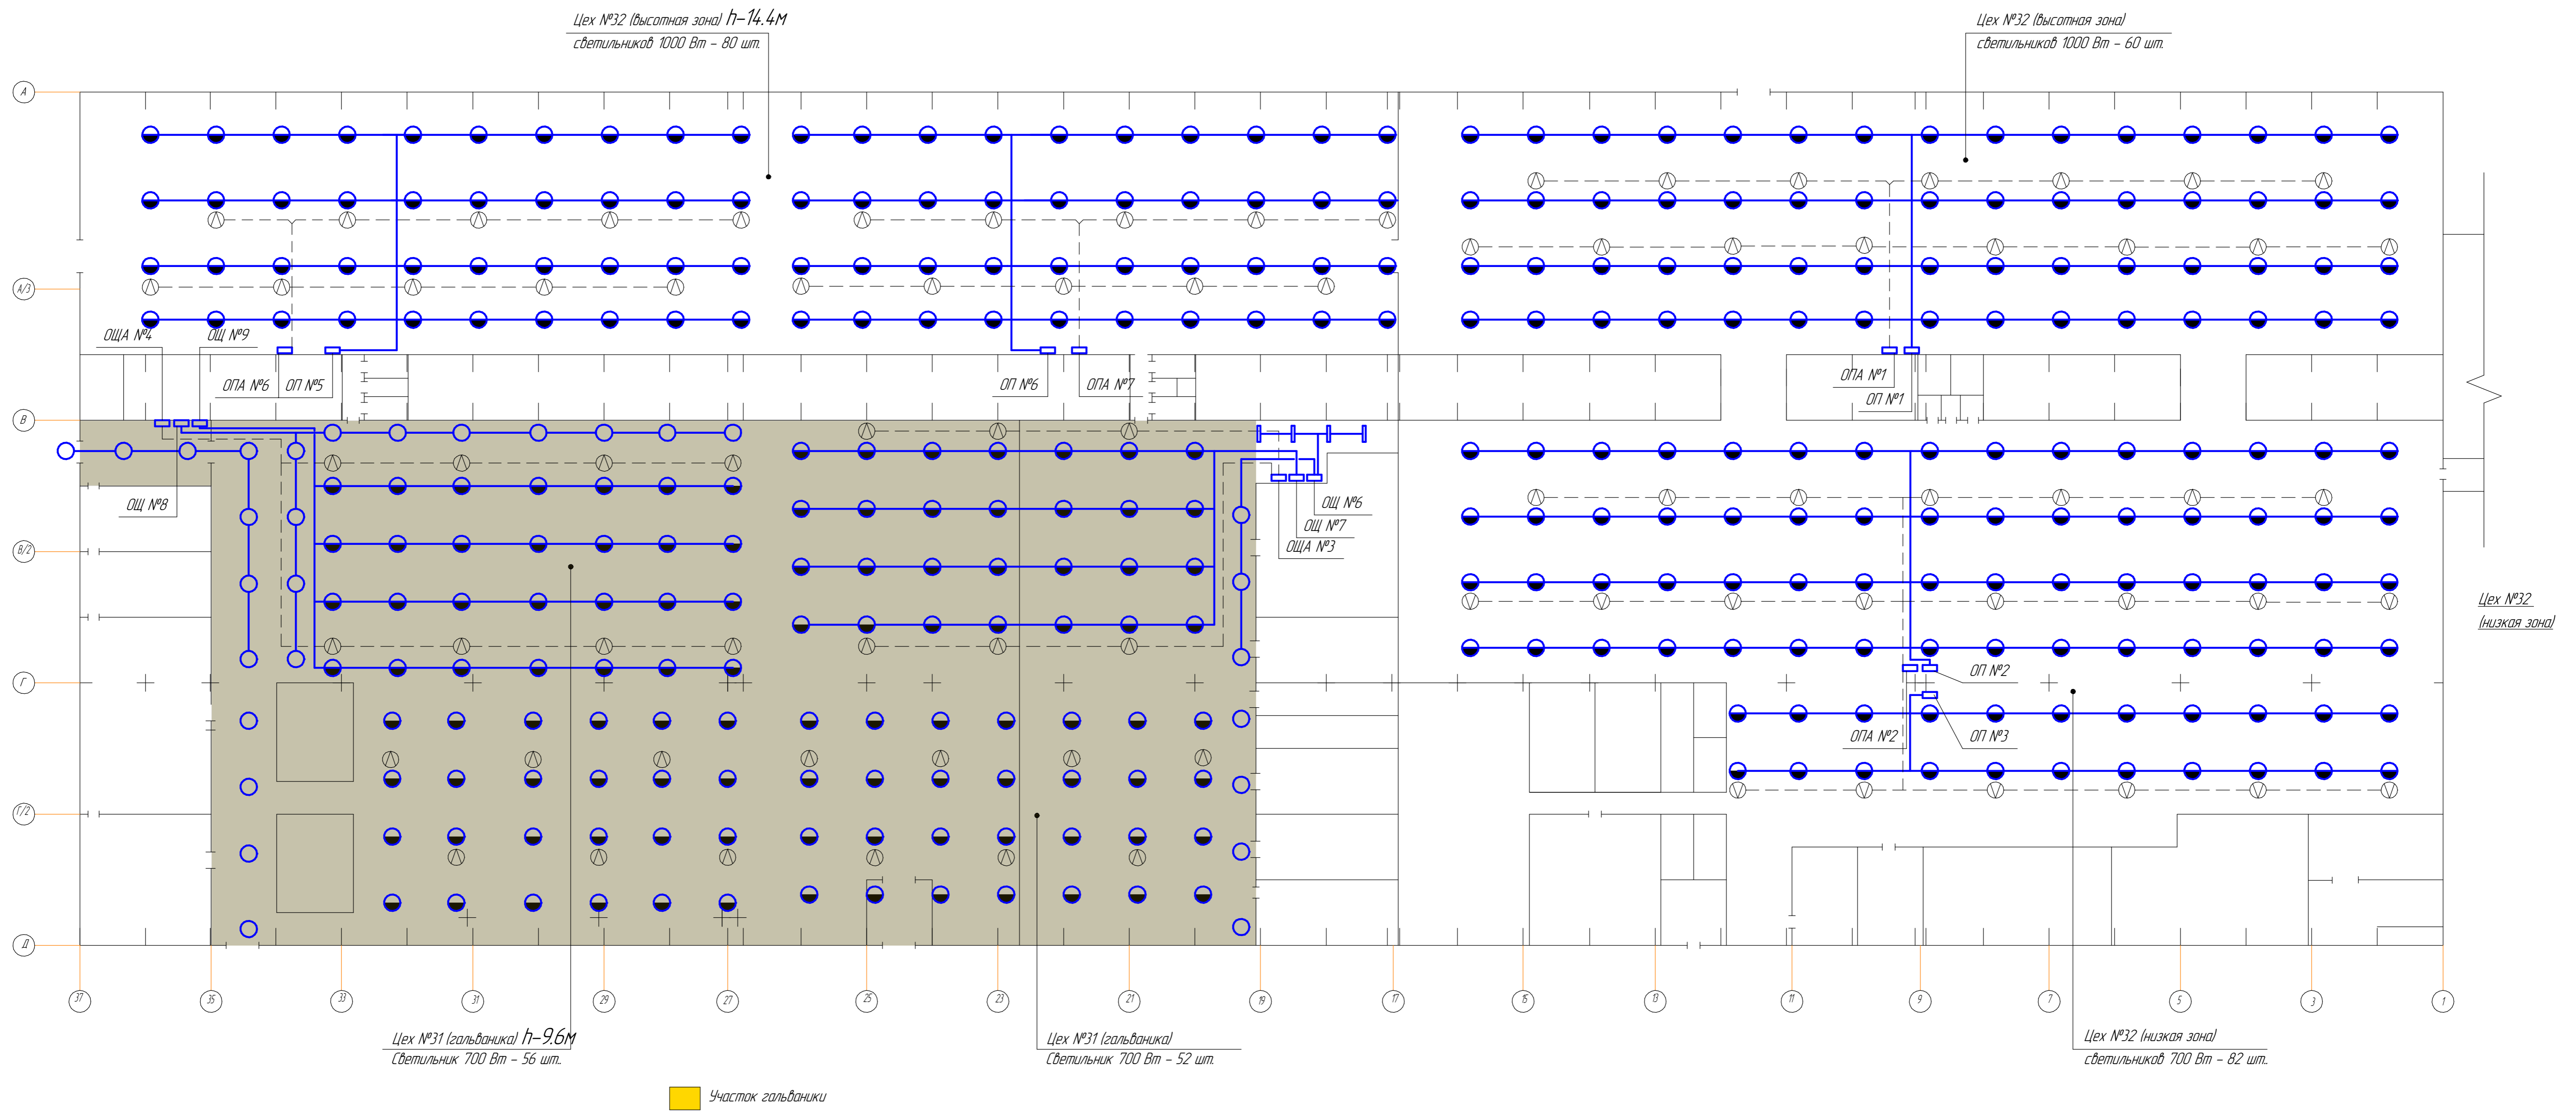 Цех №32 (высотная зона) h-14.4м
светильников 1000 Вт - 80 шт.
Цех №32 (высотная зона)
светильников 1000 Вт - 60 шт.
А
А/3
ОЩА №4
ОЩ №9
ОПА №6
ОП №5
ОП №6
ОПА №7
ОПА №1
ОП №1
В
ОЩ №8
ОЩ №6
ОЩ №7
ОЩА №3
В/2
Цех №32
(низкая зона)
Г
ОП №2
ОПА №2
ОП №3
Г/2
Д
37
35
33
31
29
27
25
23
21
19
17
15
13
11
9
7
5
3
1
Цех №31 (гальваника) h-9.6м
Светильник 700 Вт - 56 шт.
Цех №31 (гальваника)
Светильник 700 Вт - 52 шт.
Цех №32 (низкая зона)
светильников 700 Вт - 82 шт.
Участок гальваники